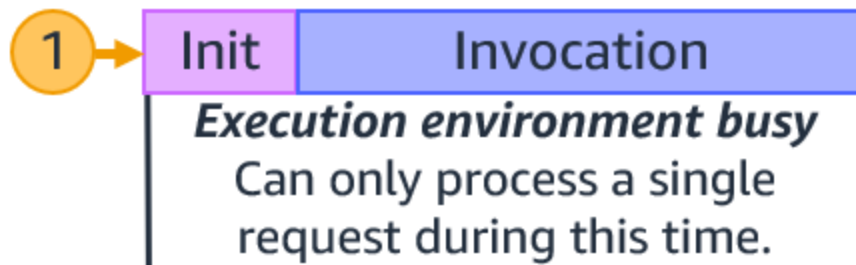 1 Init Invocation
Execution environment busy
Can only process a single
request during this time.